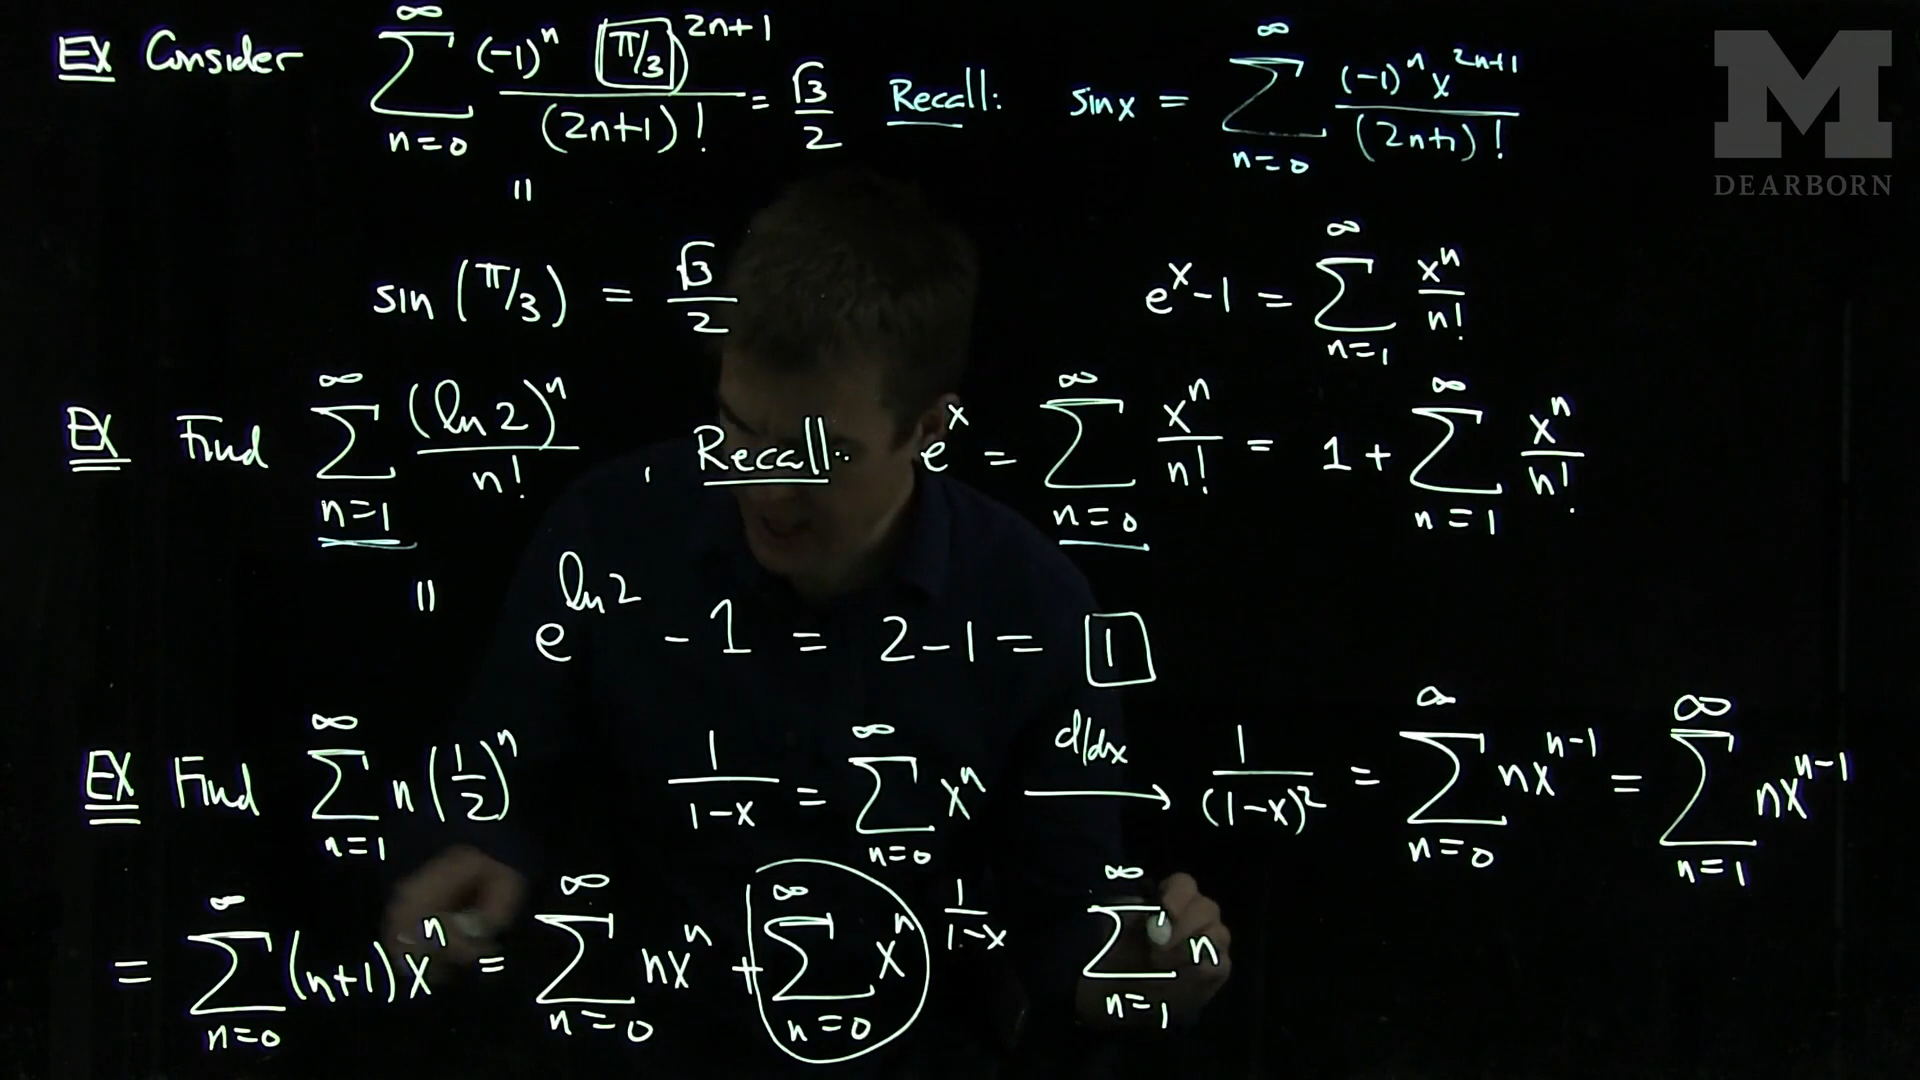 EX Consider ∞ ∑ n=0 (-1)^n (π/3)^2n+1 / (2n+1)! = √3/2 Recall: sin x = ∞ ∑ n=0 (-1)^n x^2n+1 / (2n+1)!
M
DEARBORN
"
sin (π/3) = √3/2 e^x - 1 = ∞ ∑ n=1 x^n / n!
EX Find ∞ ∑ n=1 (ln 2)^n / n! , Recall: e^x = ∞ ∑ n=0 x^n / n! = 1 + ∞ ∑ n=1 x^n / n!
"
e^ln 2 - 1 = 2 - 1 = 1
EX Find ∞ ∑ n=1 n (1/2)^n 1 / 1-x = ∞ ∑ n=0 x^n d/dx → 1 / (1-x)^2 = ∞ ∑ n=0 nx^n-1 = ∞ ∑ n=1 nx^n-1
= ∞ ∑ n=0 (n+1) x^n = ∞ ∑ n=0 nx^n + ∞ ∑ n=0 x^n 1 / 1-x ∞ ∑ n=1 n